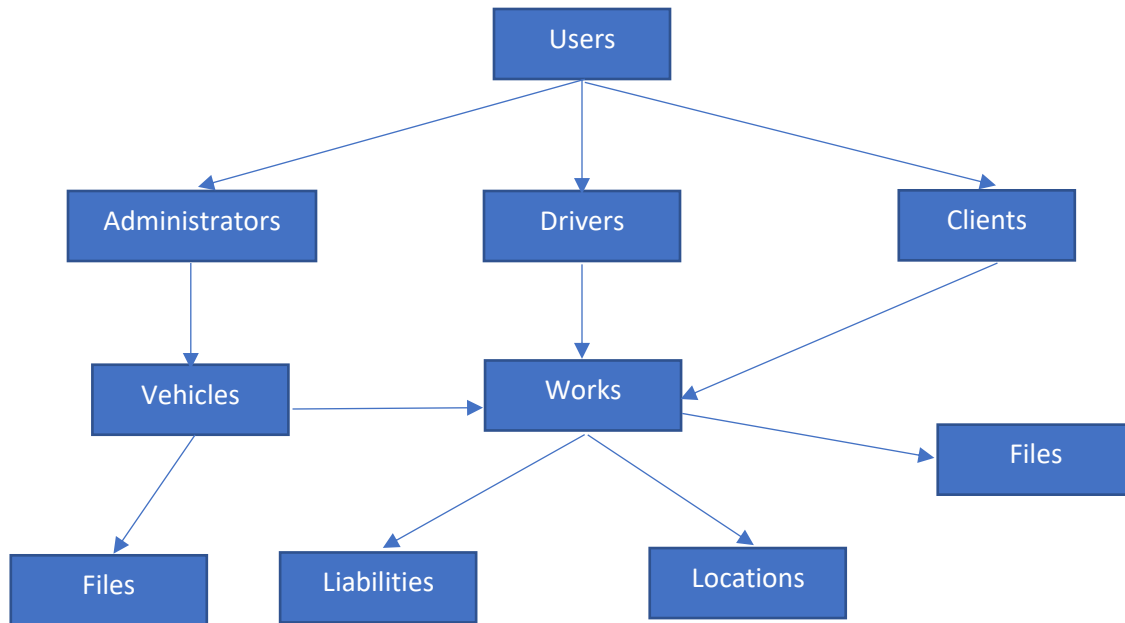 Users
Administrators
Drivers
Clients
Vehicles
Works
Files
Files
Liabilities
Locations